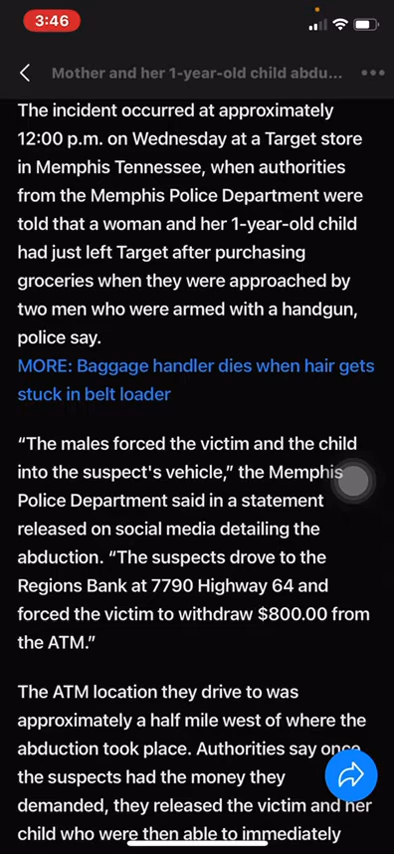 3:46
Mother and her 1-year-old child abdu...
The incident occurred at approximately
12:00 p.m. on Wednesday at a Target store
in Memphis Tennessee, when authorities
from the Memphis Police Department were
told that a woman and her 1-year-old child
had just left Target after purchasing
groceries when they were approached by
two men who were armed with a handgun,
police say.
MORE: Baggage handler dies when hair gets
stuck in belt loader
“The males forced the victim and the child
into the suspect's vehicle,” the Memphis
Police Department said in a statement
released on social media detailing the
abduction. “The suspects drove to the
Regions Bank at 7790 Highway 64 and
forced the victim to withdraw $800.00 from
the ATM.”
The ATM location they drive to was
approximately a half mile west of where the
abduction took place. Authorities say once
the suspects had the money they
demanded, they released the victim and her
child who were then able to immediately